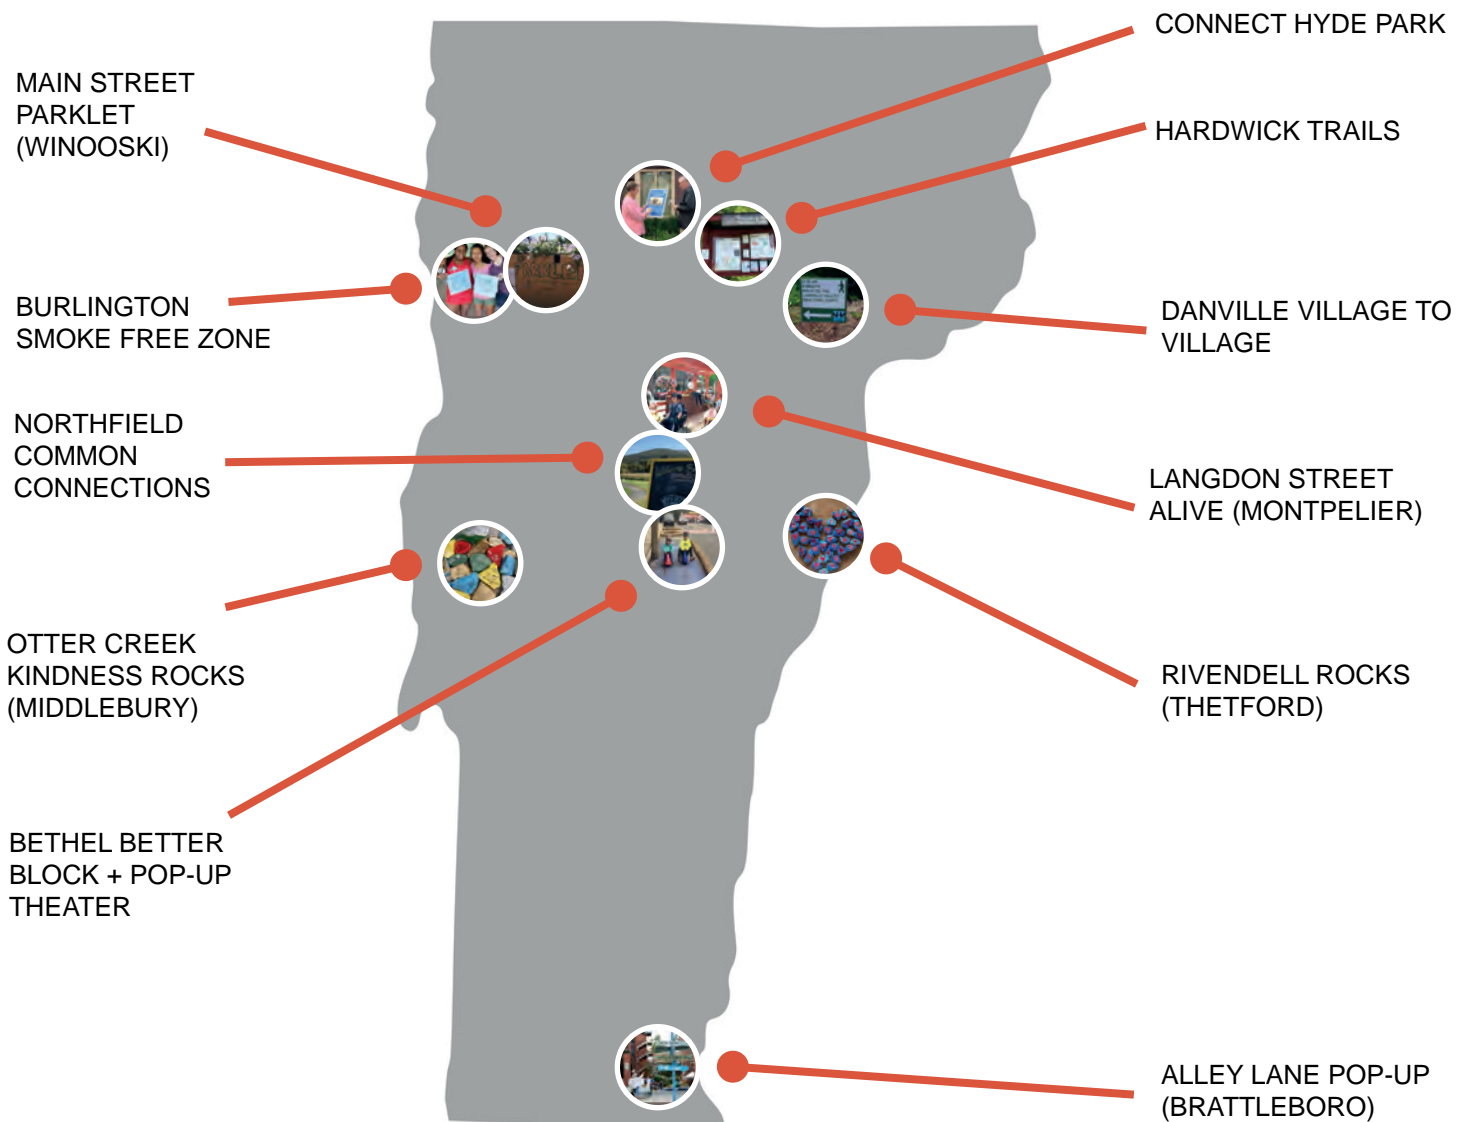 CONNECT HYDE PARK
MAIN STREET
PARKLET
(WINOOSKI)
HARDWICK TRAILS
BURLINGTON
SMOKE FREE ZONE
DANVILLE VILLAGE TO
VILLAGE
NORTHFIELD
COMMON
CONNECTIONS
LANGDON STREET
ALIVE (MONTPELIER)
OTTER CREEK
KINDNESS ROCKS
(MIDDLEBURY)
RIVENDELL ROCKS
(THETFORD)
BETHEL BETTER
BLOCK + POP-UP
THEATER
ALLEY LANE POP-UP
(BRATTLEBORO)